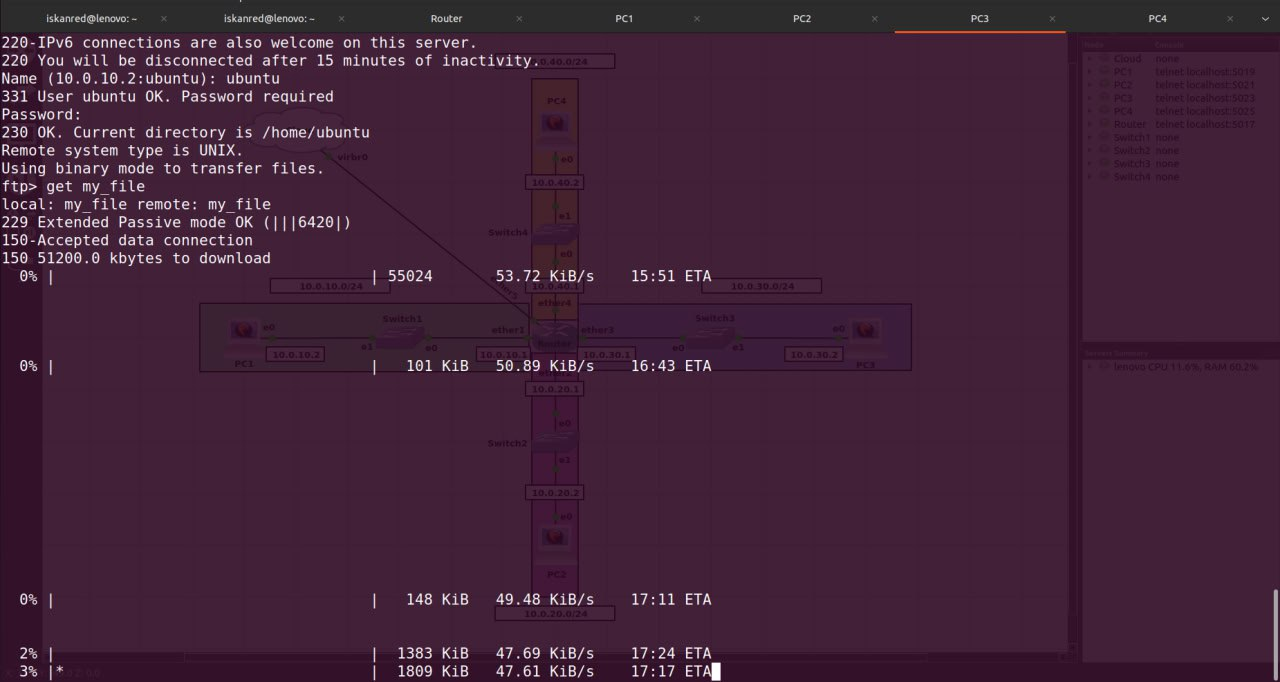 iskanred@lenovo: ~ × iskanred@lenovo: ~ × Router × PC1 × PC2 × PC3 × PC4 ×
220-IPv6 connections are also welcome on this server.
220 You will be disconnected after 15 minutes of inactivity.
Name (10.0.10.2:ubuntu): ubuntu
331 User ubuntu OK. Password required
Password:
230 OK. Current directory is /home/ubuntu
Remote system type is UNIX.
Using binary mode to transfer files.
ftp> get my_file
local: my_file remote: my_file
229 Extended Passive mode OK (|||6420|)
150-Accepted data connection
150 51200.0 kbytes to download
0% | | 55024 53.72 KiB/s 15:51 ETA
0% | | 101 KiB 50.89 KiB/s 16:43 ETA
0% | | 148 KiB 49.48 KiB/s 17:11 ETA
2% | | 1383 KiB 47.69 KiB/s 17:24 ETA
3% |* | 1809 KiB 47.61 KiB/s 17:17 ETA
.40.0/24
PC4
virbr0
e0
10.0.40.2
e1
Switch4
e0
10.0.40.1
ether4
10.0.10.0/24
10.0.30.0/24
Switch1
Switch3
e0
ether1
ether3
e0
e1
e0
Router
e0
e1
10.0.10.2
10.0.10.1
10.0.30.1
10.0.30.2
PC1
PC3
10.0.20.1
e0
Switch2
e1
10.0.20.2
e0
PC2
10.0.20.0/24
Node Console
Cloud none
PC1 telnet localhost:5019
PC2 telnet localhost:5021
PC3 telnet localhost:5023
PC4 telnet localhost:5025
Router telnet localhost:5017
Switch1 none
Switch2 none
Switch3 none
Switch4 none
Servers Summary
lenovo CPU 11.6%, RAM 60.2%